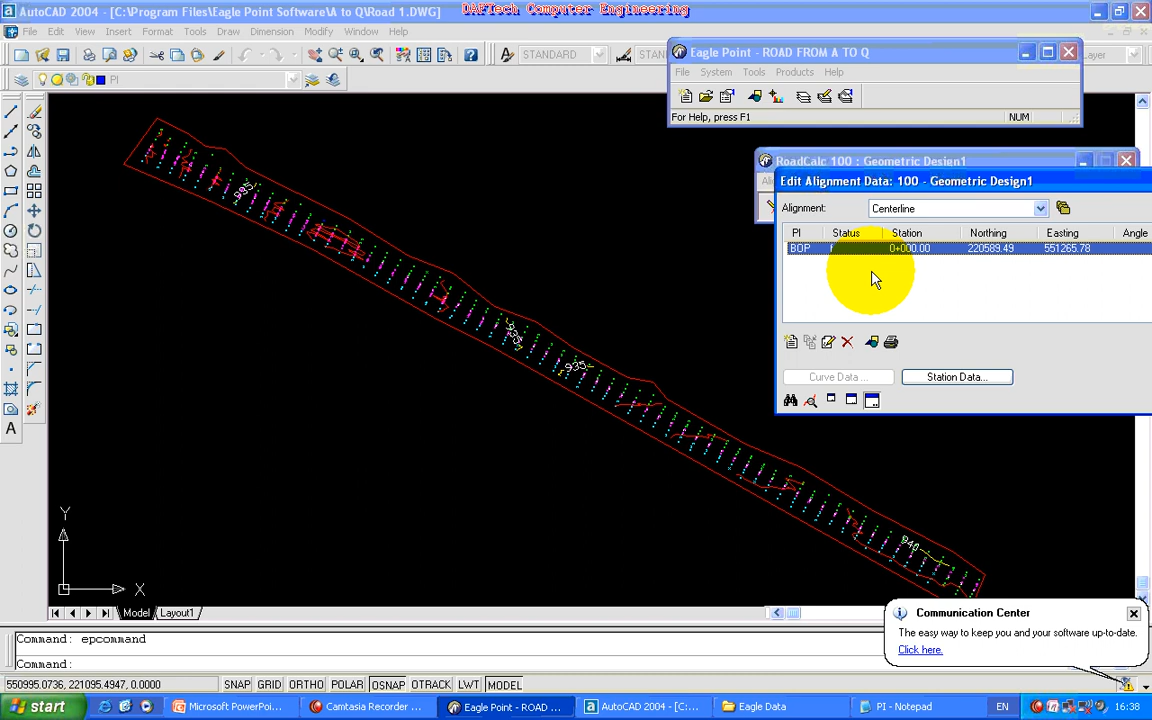 AutoCAD 2004 - [C:\Program Files\Eagle Point Software\A to Q\Road 1.DWG]
DAFTech Computer Engineering
File Edit View Insert Format Tools Draw Dimension Modify Window Help
STANDARD
PI
Eagle Point - ROAD FROM A TO Q
File System Tools Products Help
For Help, press F1
NUM
RoadCalc 100 : Geometric Design1
Edit Alignment Data: 100 - Geometric Design1
Alignment: Centerline
PI Status Station Northing Easting Angle
BOP 0+000.00 220589.49 551265.78
Curve Data ...
Station Data...
935
935
935
940
Y
X
Model Layout1
Command: epcommand
Command:
Communication Center
The easy way to keep you and your software up-to-date.
Click here.
550995.0736, 221095.4947, 0.0000
SNAP GRID ORTHO POLAR OSNAP OTRACK LWT MODEL
start
Microsoft PowerPoi...
Camtasia Recorder ...
Eagle Point - ROAD ...
AutoCAD 2004 - [C:...
Eagle Data
PI - Notepad
EN
16:38